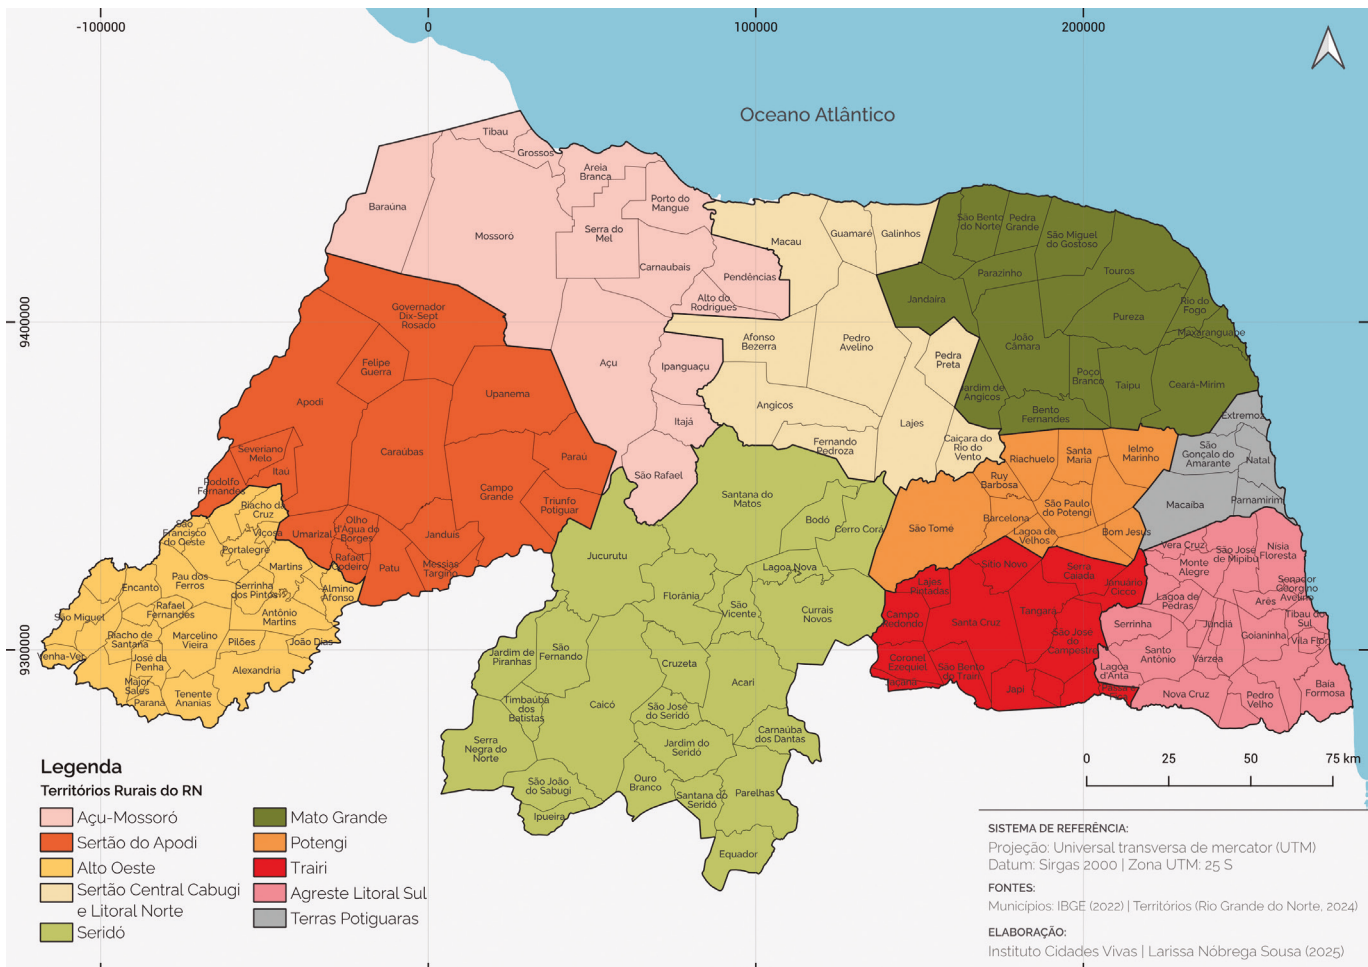 -100000
0
100000
200000
9400000
9300000
Oceano Atlântico
Tibau
Grossos
Areia
Branca
Porto do
Mangue
Baraúna
Mossoró
Serra do
Mel
Carnaubais
Pendências
Alto do
Rodrigues
Açu
Ipanguaçu
Itajá
São Rafael
Macau
Guamaré
Galinhos
Afonso
Bezerra
Pedro
Avelino
Pedra
Preta
Angicos
Lajes
Fernando
Pedroza
Caiçara do
Rio do
Vento
São Bento
do Norte
Pedra
Grande
São Miguel
do Gostoso
Parazinho
Touros
Jandaíra
Rio do
Fogo
Pureza
Maxaranguape
João
Câmara
Poço
Branco
Taipu
Ceará-Mirim
Jardim de
Angicos
Bento
Fernandes
Extremoz
São
Gonçalo do
Amarante
Natal
Macaíba
Parnamirim
Governador
Dix-Sept
Rosado
Felipe
Guerra
Apodi
Upanema
Severiano
Melo
Itaú
Rodolfo
Fernandes
Caraúbas
Paraú
Campo
Grande
Triunfo
Potiguar
Umarizal
Olho
d'Água do
Borges
Janduís
Rafael
Godeiro
Patu
Messias
Targino
Riacho da
Cruz
São
Francisco
do Oeste
Viçosa
Portalegre
Martins
Encanto
Pau dos
Ferros
Serrinha
dos Pintos
Almino
Afonso
São Miguel
Rafael
Fernandes
Antônio
Martins
Riacho de
Santana
Marcelino
Vieira
Pilões
João Dias
Venha-Ver
José da
Penha
Alexandria
Major
Sales
Paraná
Tenente
Ananias
Santana do
Matos
Bodó
Cerro Corá
Jucurutu
Lagoa Nova
Florânia
São
Vicente
Currais
Novos
Jardim de
Piranhas
São
Fernando
Cruzeta
Acari
Timbaúba
dos
Batistas
Caicó
São José
do Seridó
Serra
Negra do
Norte
Jardim do
Seridó
Carnaúba
dos Dantas
São João
do Sabugi
Ouro
Branco
Santana do
Seridó
Parelhas
Ipueira
Equador
Riachuelo
Santa
Maria
Ielmo
Marinho
Ruy
Barbosa
São Tomé
São Paulo
do Potengi
Barcelona
Lagoa de
Velhos
Bom Jesus
Sítio Novo
Serra
Caiada
Lajes
Pintadas
Januário
Cicco
Campo
Redondo
Santa Cruz
Tangará
São José
do
Campestre
Coronel
Ezequiel
São Bento
do Trairi
Jaçanã
Japi
Vera Cruz
São José
de Mipibu
Nísia
Floresta
Monte
Alegre
Senador
Georgino
Avelino
Lagoa de
Pedras
Arês
Tibau do
Sul
Serrinha
Jundiá
Goianinha
Vila Flor
Santo
Antônio
Várzea
Lagoa
d'Anta
Nova Cruz
Pedro
Velho
Baía
Formosa
0
25
50
75 km
Legenda
Territórios Rurais do RN
Açu-Mossoró
Sertão do Apodi
Alto Oeste
Sertão Central Cabugi
e Litoral Norte
Seridó
Mato Grande
Potengi
Trairi
Agreste Litoral Sul
Terras Potiguaras
SISTEMA DE REFERÊNCIA:
Projeção: Universal transversa de mercator (UTM)
Datum: Sirgas 2000 | Zona UTM: 25 S
FONTES:
Municípios: IBGE (2022) | Territórios (Rio Grande do Norte, 2024)
ELABORAÇÃO:
Instituto Cidades Vivas | Larissa Nóbrega Sousa (2025)